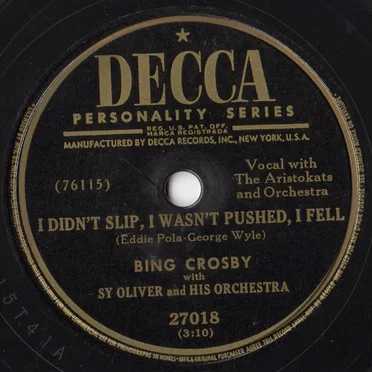 DECCA
PERSONALITY SERIES
REG. U.S. PAT. OFF.
MARCA REGISTRADA
MANUFACTURED BY DECCA RECORDS, INC., NEW YORK, U.S.A.
(76115)
Vocal with
The Aristokats
and Orchestra
I DIDN'T SLIP, I WASN'T PUSHED, I FELL
(Eddie Pola-George Wyle)
BING CROSBY
with
SY OLIVER and HIS ORCHESTRA
27018
(3:10)